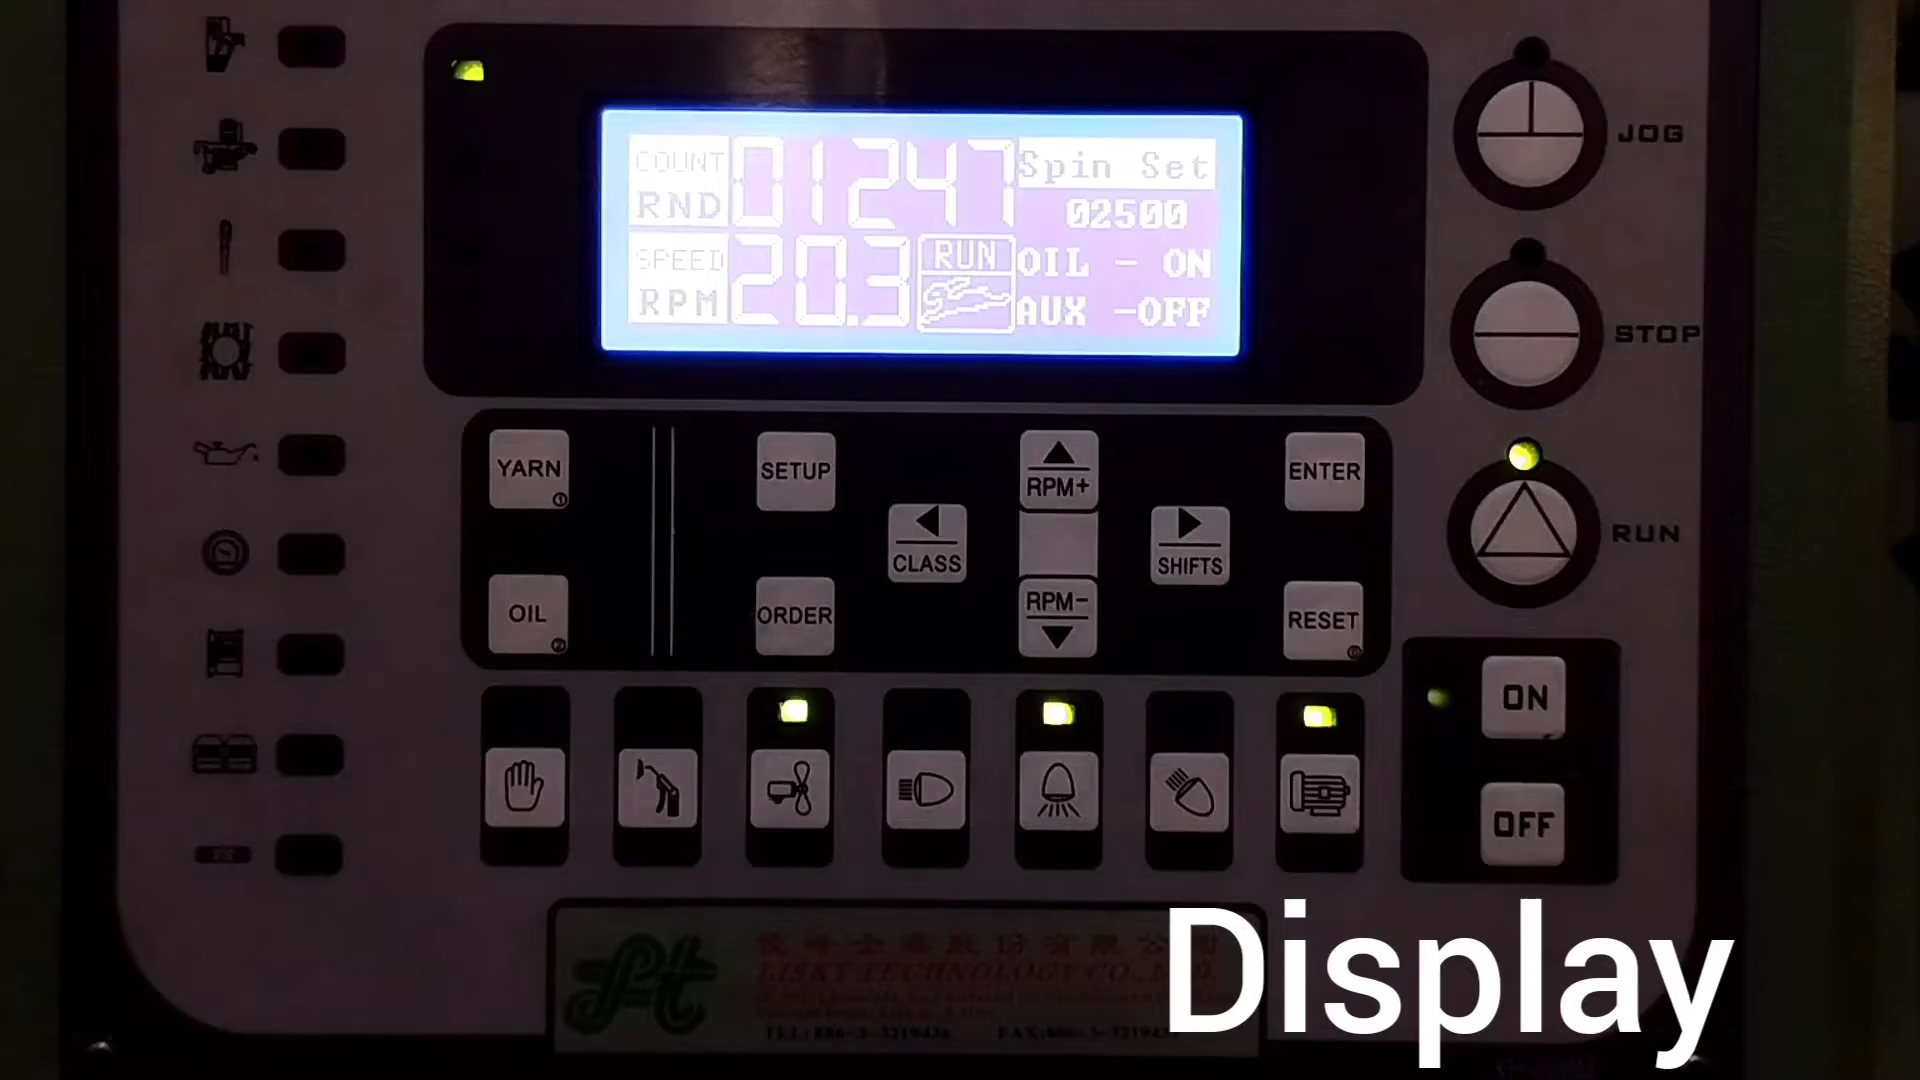 COUNT
RND
01247
Spin Set
02500
SPEED
RPM
20.3
RUN
OIL - ON
AUX -OFF
JOG
STOP
RUN
YARN
SETUP
RPM+
ENTER
CLASS
SHIFTS
OIL
ORDER
RPM-
RESET
ON
OFF
LISKY TECHNOLOGY CO., LTD.
Display